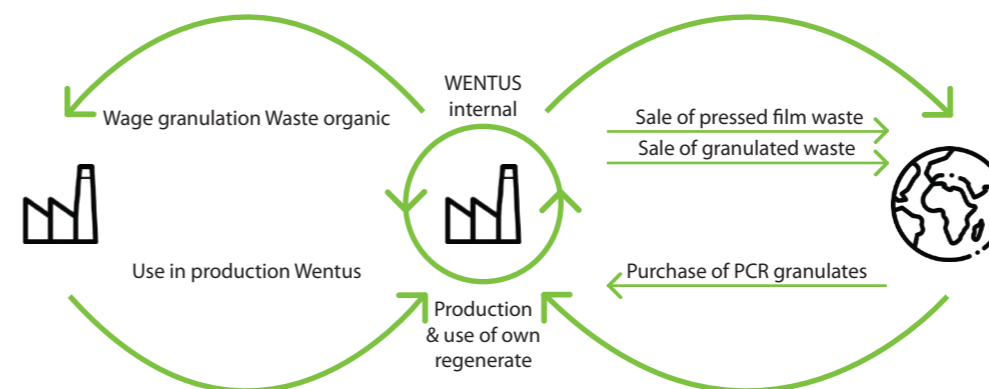 WENTUS
internal
Wage granulation Waste organic
Sale of pressed film waste
Sale of granulated waste
Use in production Wentus
Purchase of PCR granulates
Production
& use of own
regenerate